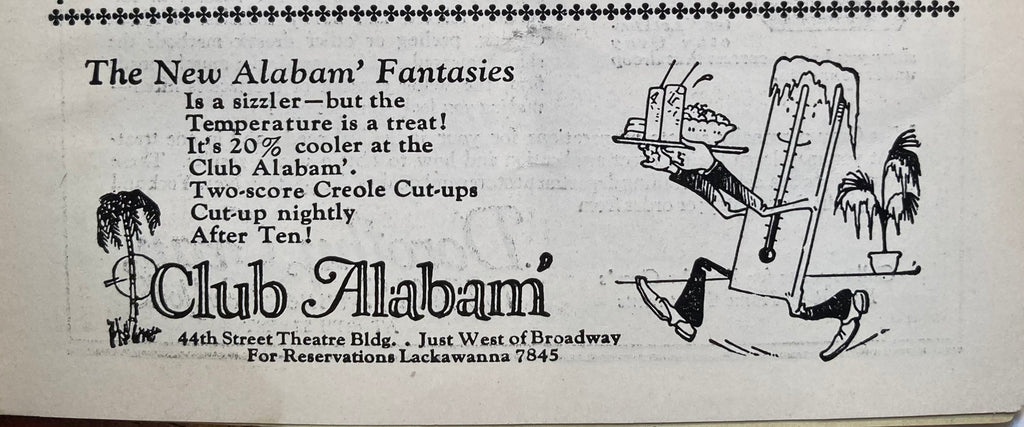 The New Alabam' Fantasies
Is a sizzler—but the
Temperature is a treat!
It's 20% cooler at the
Club Alabam'.
Two-score Creole Cut-ups
Cut-up nightly
After Ten!
Club Alabam'
44th Street Theatre Bldg. . Just West of Broadway
For Reservations Lackawanna 7845